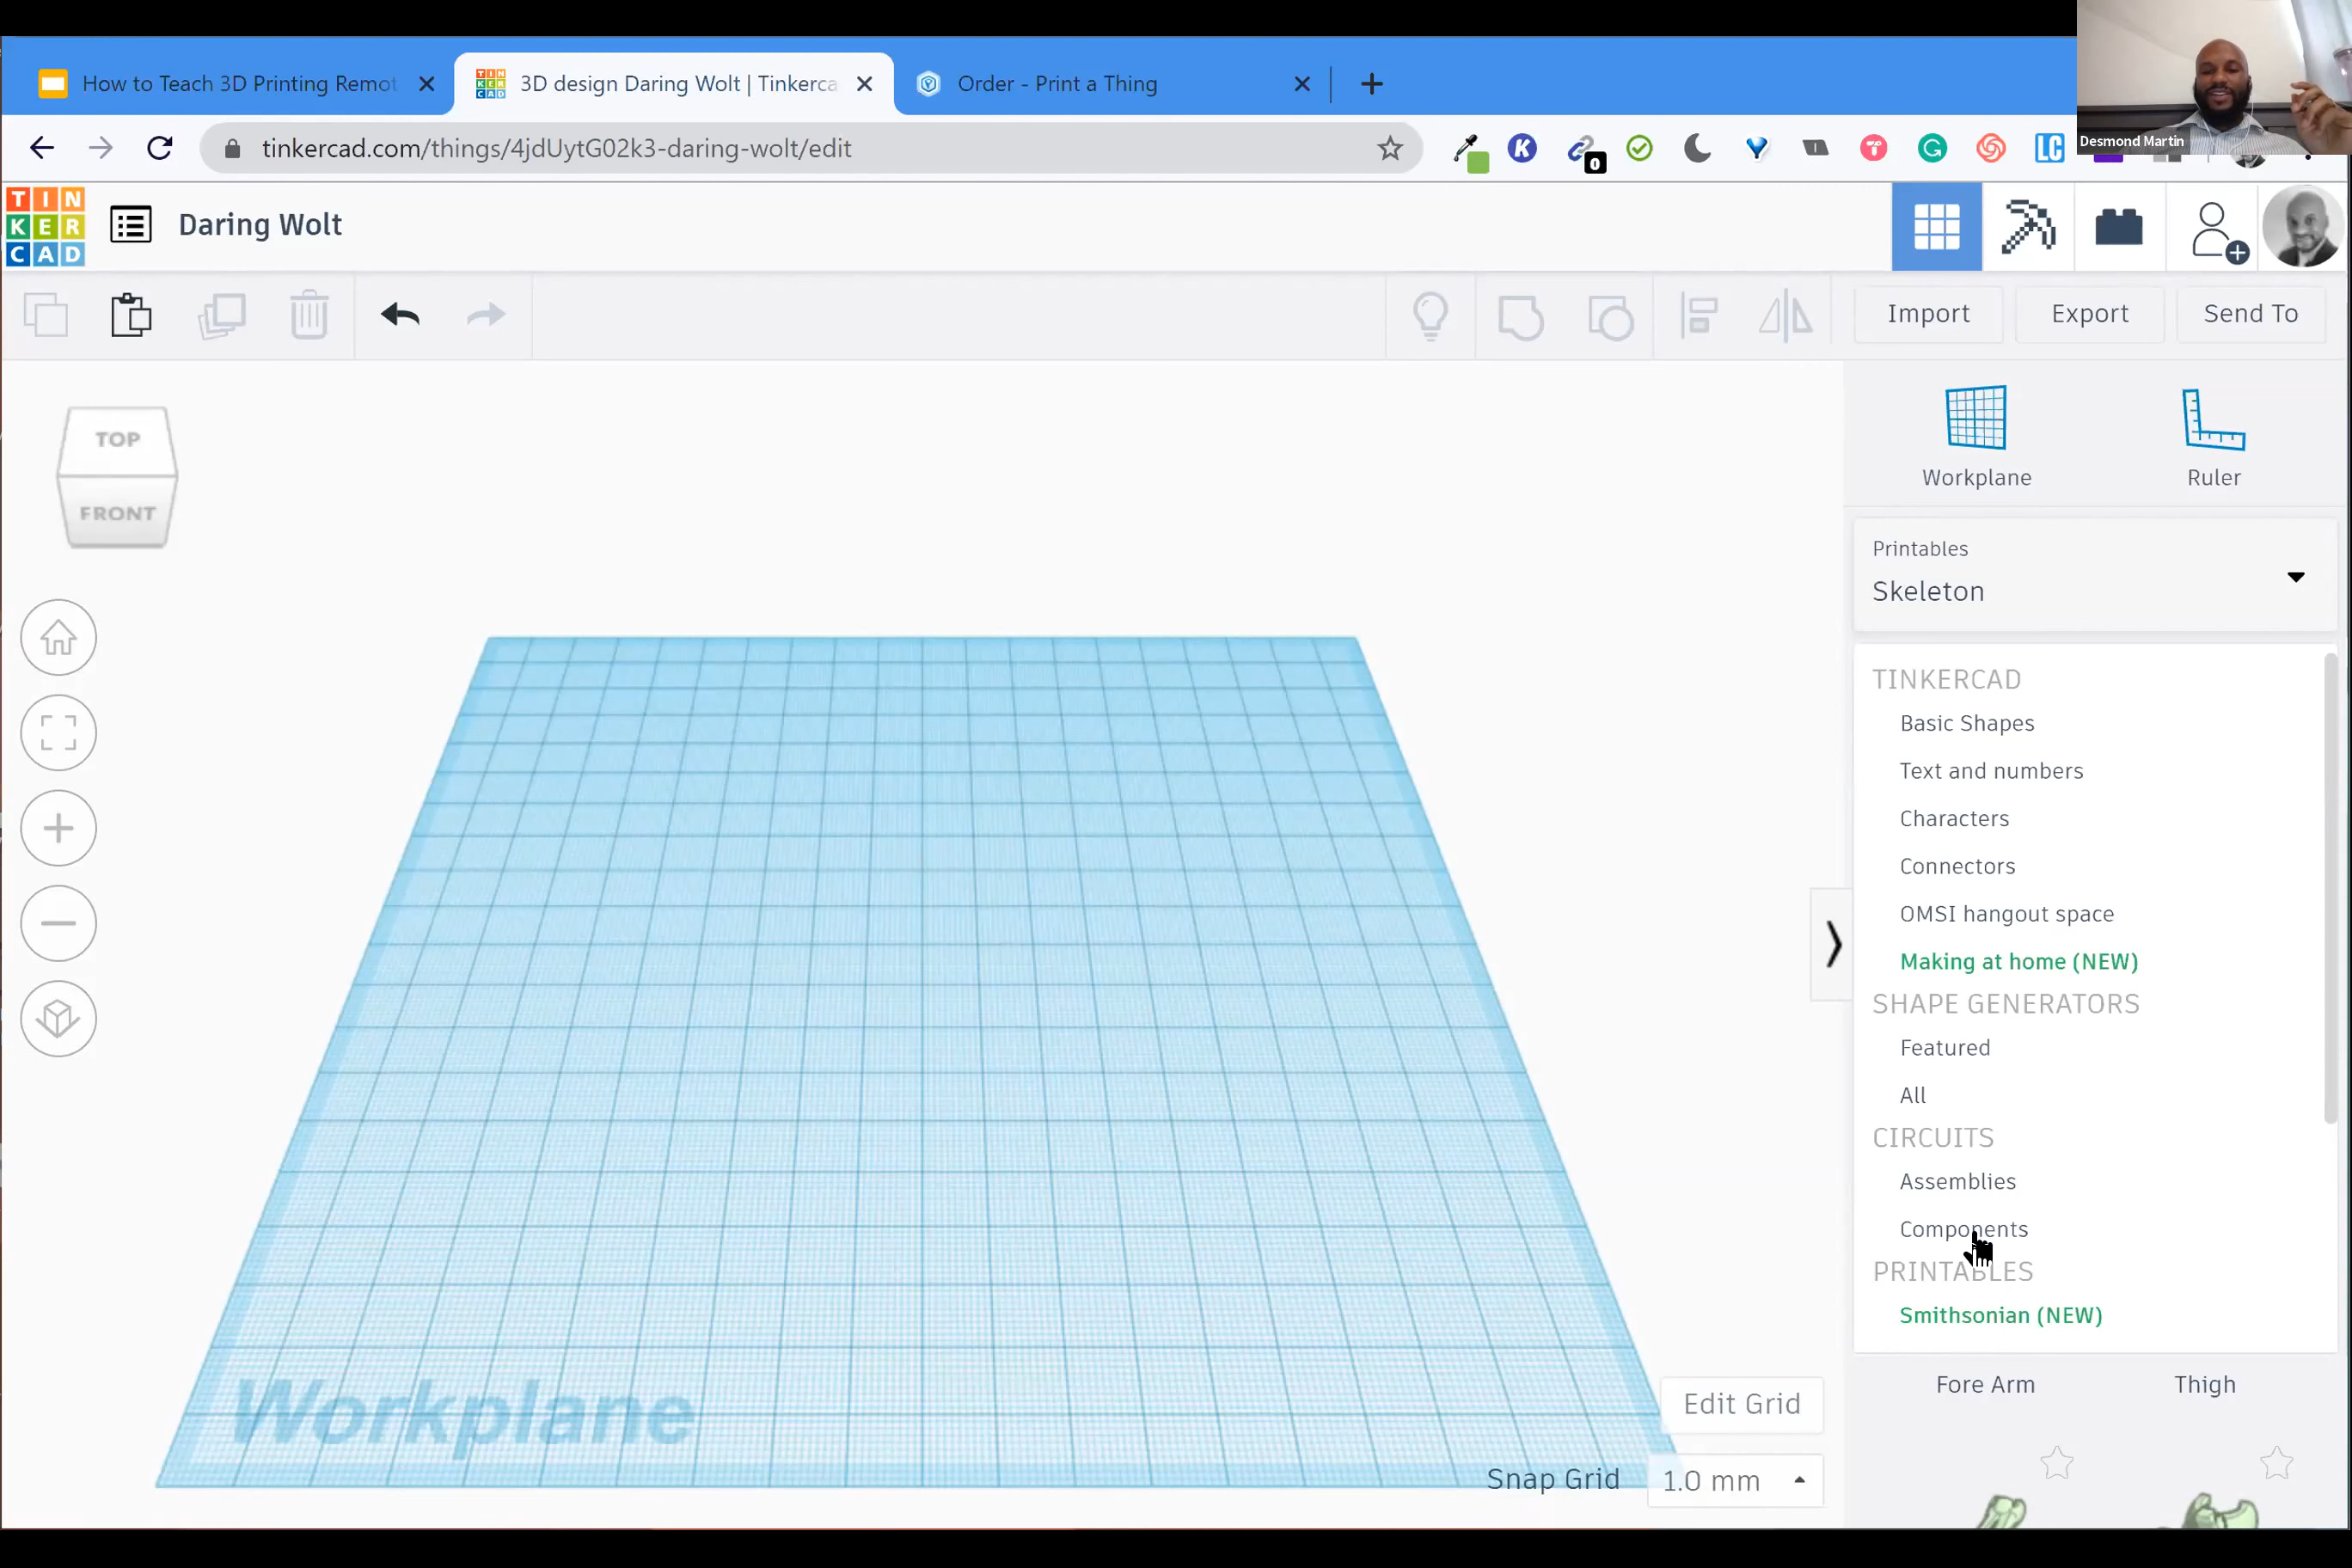 How to Teach 3D Printing Remot
3D design Daring Wolt | Tinkerca
Order - Print a Thing
tinkercad.com/things/4jdUytG02k3-daring-wolt/edit
K
0
T
G
LC
Desmond Martin
TIN
KER
CAD
Daring Wolt
Import
Export
Send To
TOP
FRONT
Workplane
Ruler
Printables
Skeleton
TINKERCAD
Basic Shapes
Text and numbers
Characters
Connectors
OMSI hangout space
Making at home (NEW)
SHAPE GENERATORS
Featured
All
CIRCUITS
Assemblies
Components
PRINTABLES
Smithsonian (NEW)
Fore Arm
Thigh
Workplane
Edit Grid
Snap Grid
1.0 mm